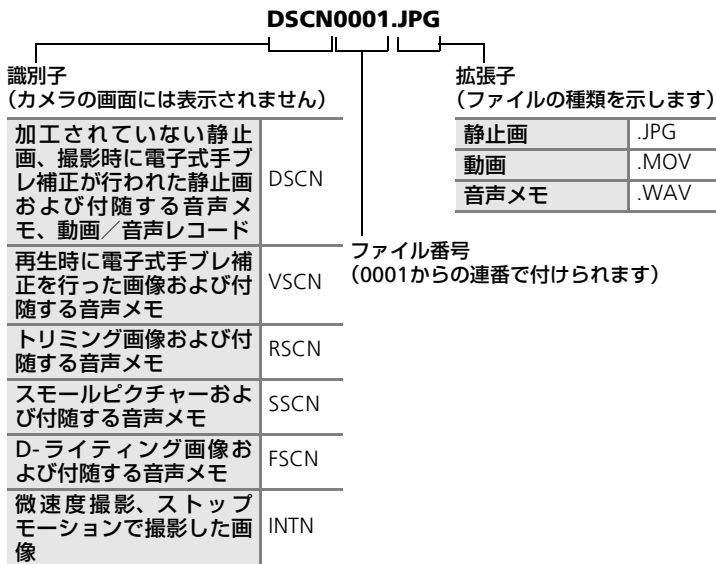 DSCN0001.JPG
識別子
（カメラの画面には表示されません）
加工されていない静止
画、撮影時に電子式手ブ
レ補正が行われた静止画
および付随する音声メ
モ、動画／音声レコード
DSCN
再生時に電子式手ブレ補
正を行った画像および付
随する音声メモ
VSCN
トリミング画像および付
随する音声メモ
RSCN
スモールピクチャーおよ
び付随する音声メモ
SSCN
D-ライティング画像お
よび付随する音声メモ
FSCN
微速度撮影、ストップ
モーションで撮影した画
像
INTN
ファイル番号
（0001からの連番で付けられます）
拡張子
（ファイルの種類を示します）
静止画 .JPG
動画 .MOV
音声メモ .WAV